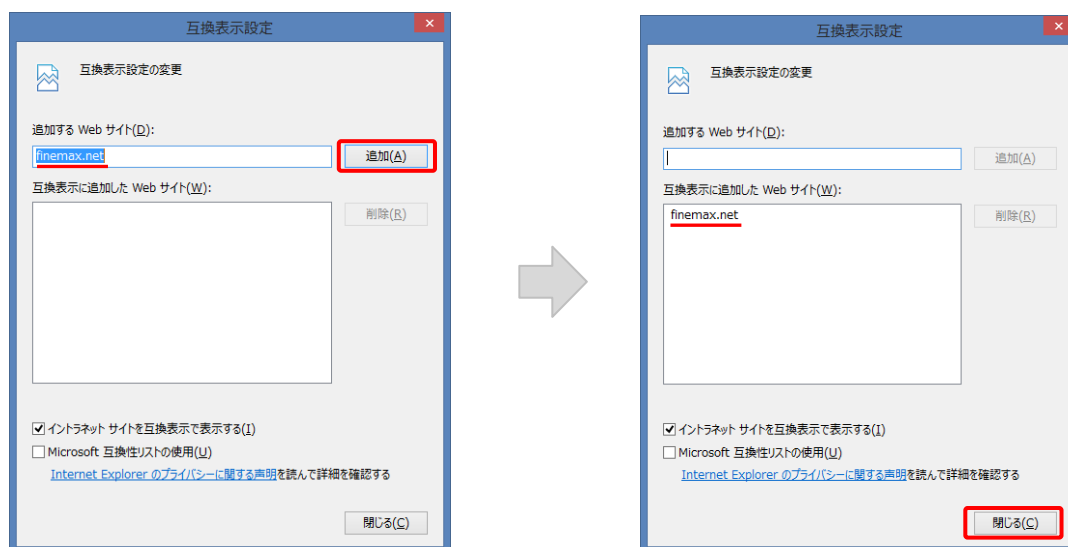 互換表示設定
互換表示設定の変更
追加する Web サイト(D):
finemax.net
追加(A)
互換表示に追加した Web サイト(W):
削除(R)
イントラネット サイトを互換表示で表示する(I)
Microsoft 互換性リストの使用(U)
Internet Explorer のプライバシーに関する声明を読んで詳細を確認する
閉じる(C)
互換表示設定
互換表示設定の変更
追加する Web サイト(D):
追加(A)
互換表示に追加した Web サイト(W):
finemax.net
削除(R)
イントラネット サイトを互換表示で表示する(I)
Microsoft 互換性リストの使用(U)
Internet Explorer のプライバシーに関する声明を読んで詳細を確認する
閉じる(C)